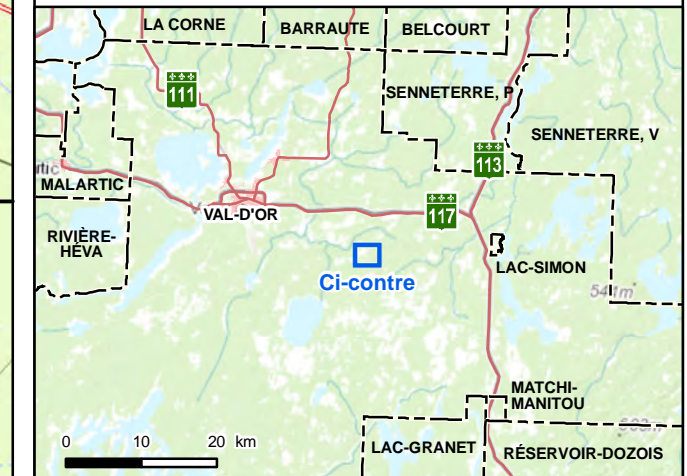 LA CORNE
BARRAUTE
BELCOURT
111
SENNETERRE, P
SENNETERRE, V
113
MALARTIC
VAL-D'OR
117
RIVIÈRE-
HÉVA
LAC-SIMON
Ci-contre
541m
MATCHI-
MANITOU
0 10 20 km
LAC-GRANET
RÉSERVOIR-DOZOIS